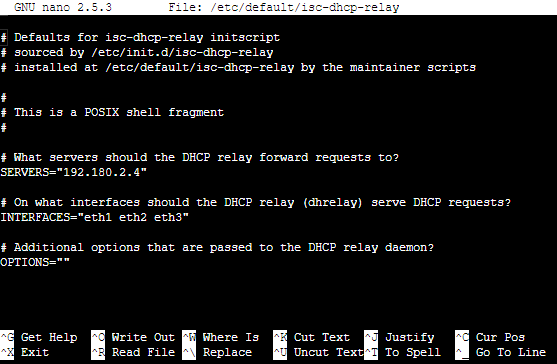 GNU nano 2.5.3 File: /etc/default/isc-dhcp-relay
# Defaults for isc-dhcp-relay initscript
# sourced by /etc/init.d/isc-dhcp-relay
# installed at /etc/default/isc-dhcp-relay by the maintainer scripts
#
# This is a POSIX shell fragment
#
# What servers should the DHCP relay forward requests to?
SERVERS="192.180.2.4"
# On what interfaces should the DHCP relay (dhrelay) serve DHCP requests?
INTERFACES="eth1 eth2 eth3"
# Additional options that are passed to the DHCP relay daemon?
OPTIONS=""
^G Get Help ^O Write Out ^W Where Is ^K Cut Text ^J Justify ^C Cur Pos
^X Exit ^R Read File ^\ Replace ^U Uncut Text ^T To Spell ^_ Go To Line